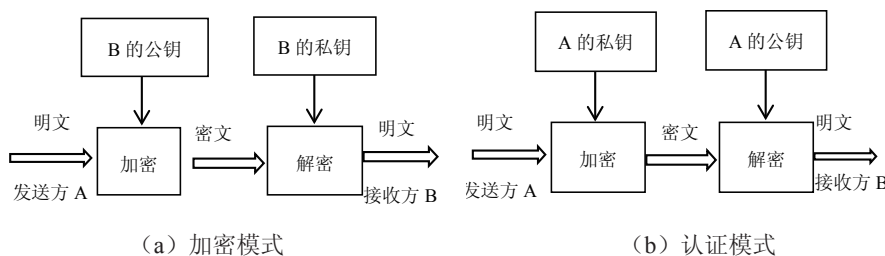 B 的公钥
B 的私钥
明文
加密
密文
解密
明文
发送方 A
接收方 B
（a）加密模式
A 的私钥
A 的公钥
明文
加密
密文
解密
明文
发送方 A
接收方 B
（b）认证模式